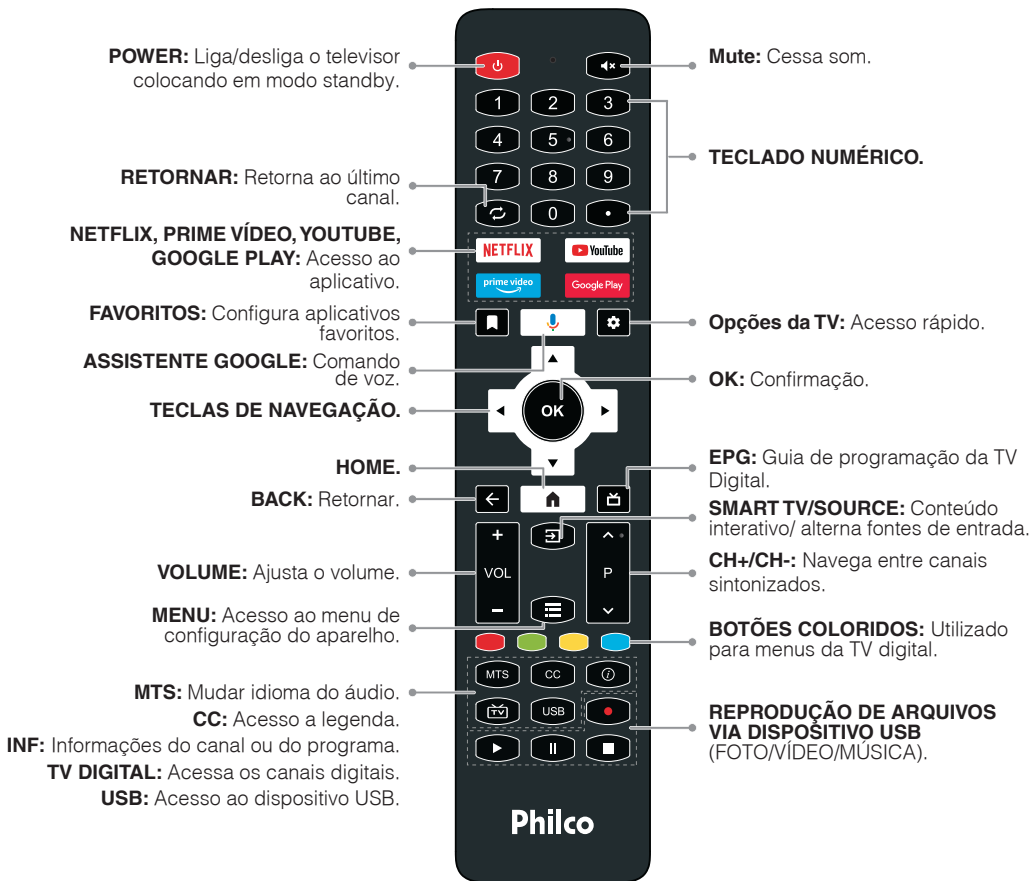 POWER: Liga/desliga o televisor
colocando em modo standby.
RETORNAR: Retorna ao último
canal.
NETFLIX, PRIME VÍDEO, YOUTUBE,
GOOGLE PLAY: Acesso ao
aplicativo.
FAVORITOS: Configura aplicativos
favoritos.
ASSISTENTE GOOGLE: Comando
de voz.
TECLAS DE NAVEGAÇÃO.
HOME.
BACK: Retornar.
VOLUME: Ajusta o volume.
MENU: Acesso ao menu de
configuração do aparelho.
MTS: Mudar idioma do áudio.
CC: Acesso a legenda.
INF: Informações do canal ou do programa.
TV DIGITAL: Acessa os canais digitais.
USB: Acesso ao dispositivo USB.
1 2 3
4 5 6
7 8 9
0
NETFLIX YouTube
prime video Google Play
OK
+
VOL P
−
MTS CC i
TV USB
Philco
Mute: Cessa som.
TECLADO NUMÉRICO.
Opções da TV: Acesso rápido.
OK: Confirmação.
EPG: Guia de programação da TV
Digital.
SMART TV/SOURCE: Conteúdo
interativo/ alterna fontes de entrada.
CH+/CH-: Navega entre canais
sintonizados.
BOTÕES COLORIDOS: Utilizado
para menus da TV digital.
REPRODUÇÃO DE ARQUIVOS
VIA DISPOSITIVO USB
(FOTO/VÍDEO/MÚSICA).